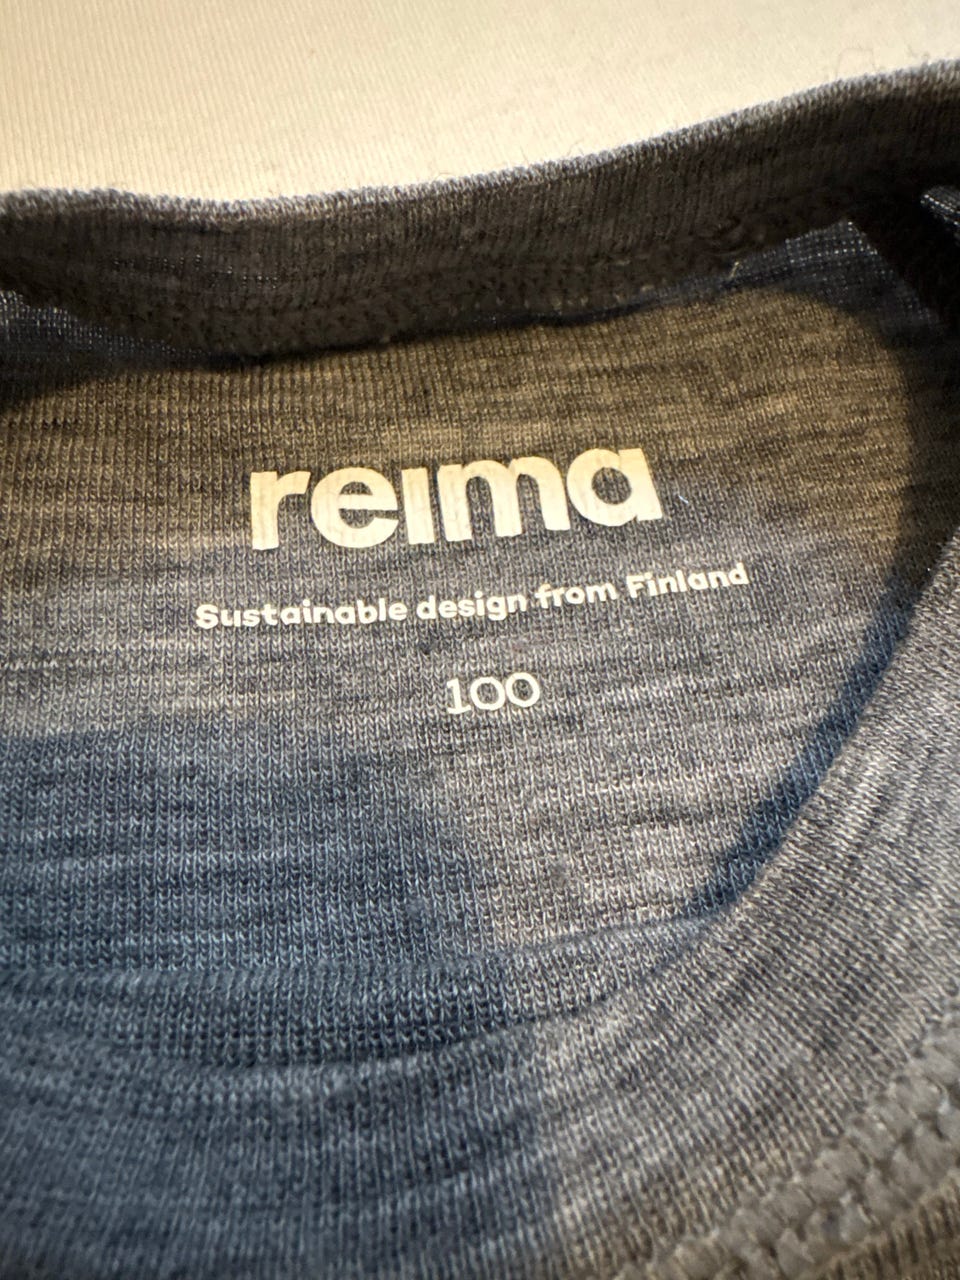 reima
Sustainable design from Finland
100